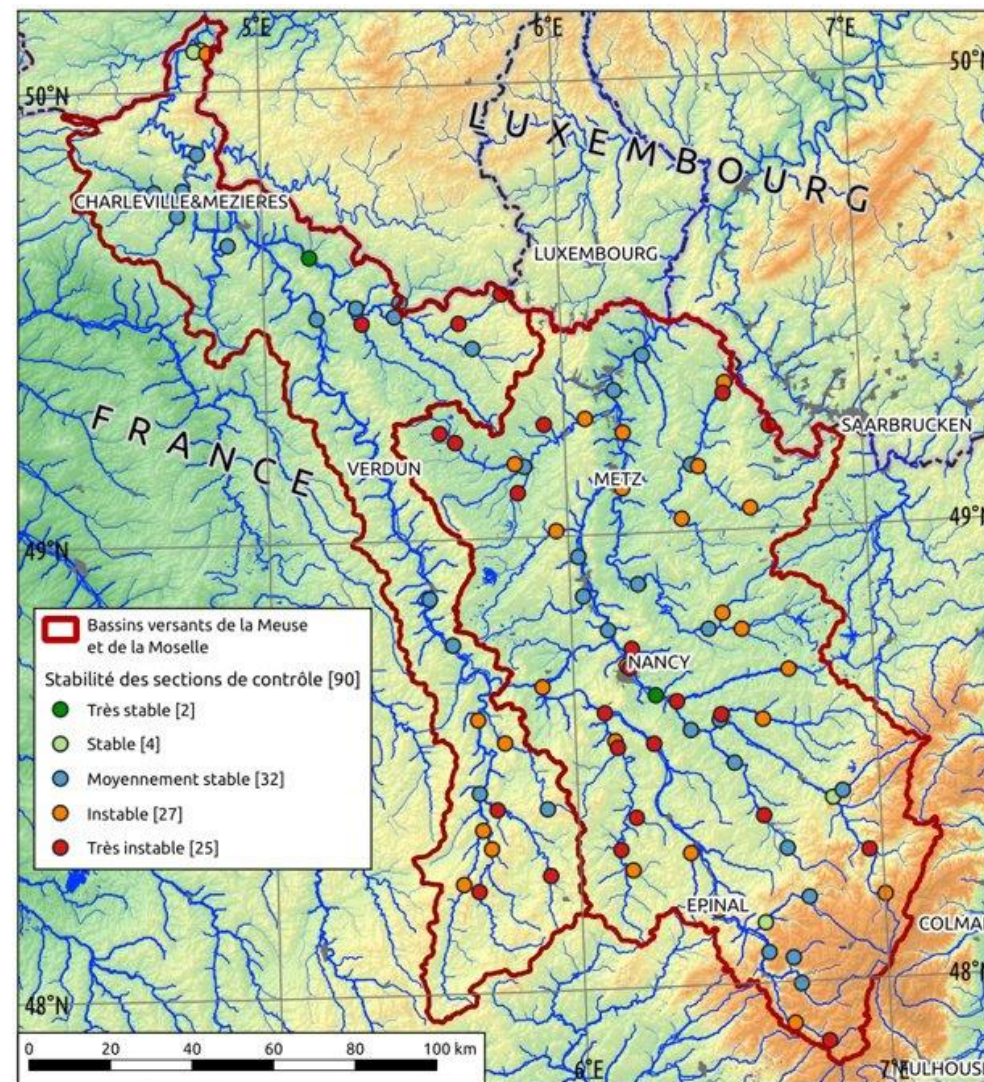 5°E
6°E
7°E
50°N
50°N
LUXEMBOURG
CHARLEVILLE&MEZIERES
LUXEMBOURG
FRANCE
SAARBRUCKEN
VERDUN
METZ
49°N
49°N
Bassins versants de la Meuse
et de la Moselle
Stabilité des sections de contrôle [90]
Très stable [2]
Stable [4]
Moyennement stable [32]
Instable [27]
Très instable [25]
NANCY
EPINAL
COLMA
48°N
48°N
0 20 40 60 80 100 km
6°E
7°E
MULHOUSE